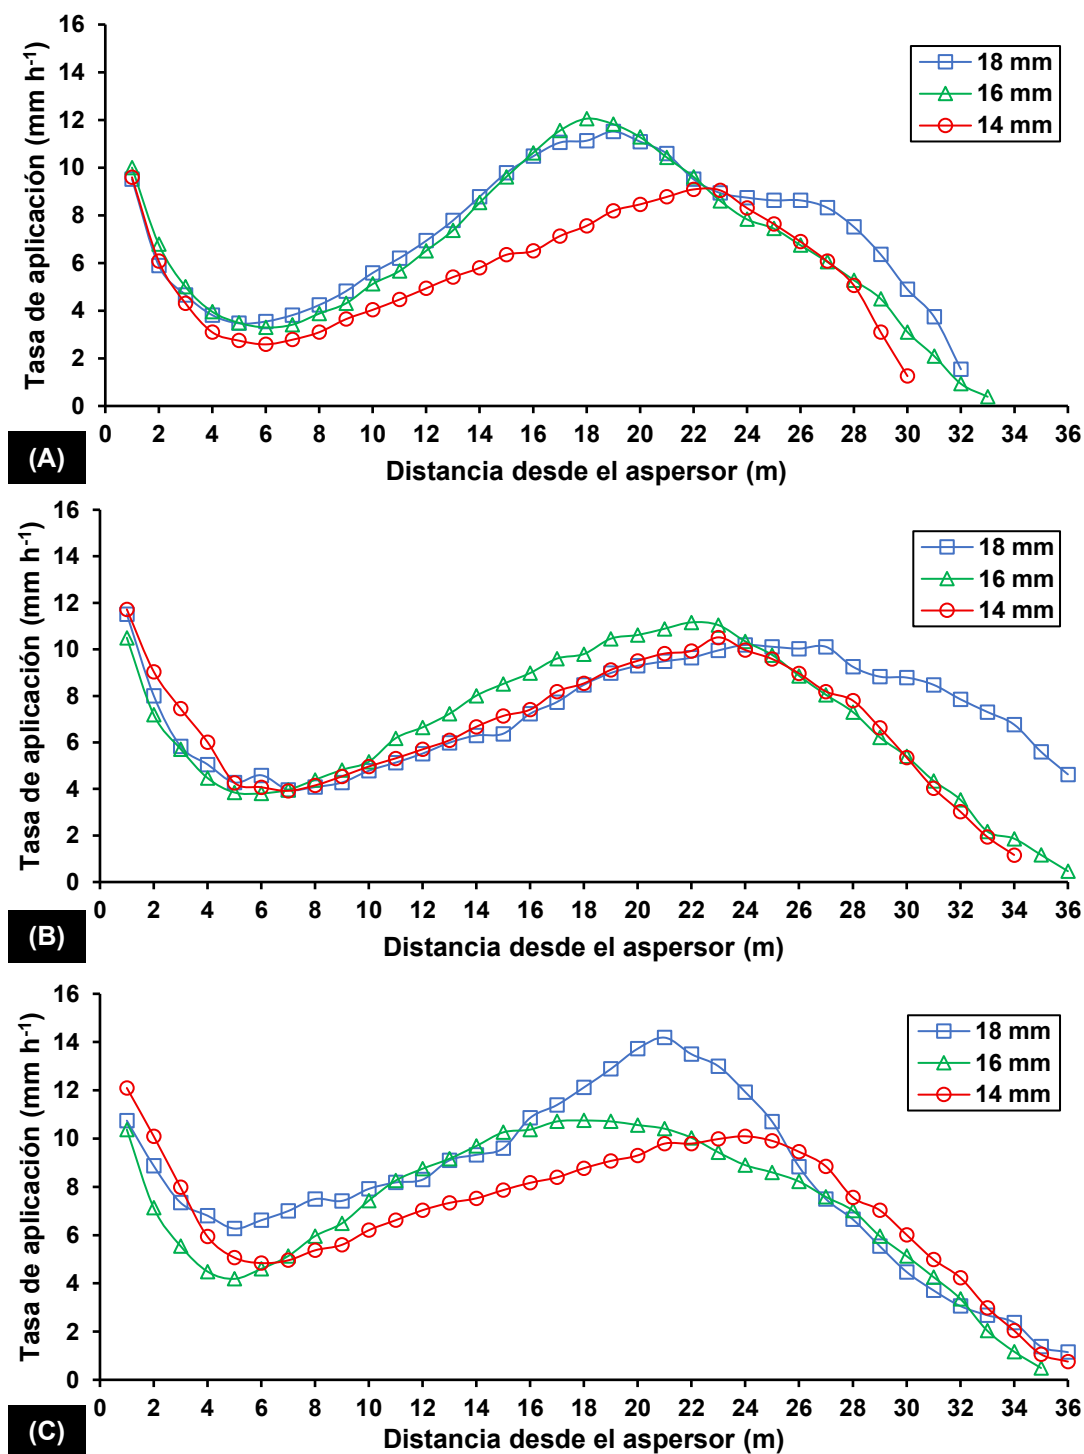 16
14
12
10
8
6
4
2
0
Tasa de aplicación (mm h-1)
18 mm
16 mm
14 mm
0 2 4 6 8 10 12 14 16 18 20 22 24 26 28 30 32 34 36
(A)
Distancia desde el aspersor (m)
16
14
12
10
8
6
4
2
0
Tasa de aplicación (mm h-1)
18 mm
16 mm
14 mm
0 2 4 6 8 10 12 14 16 18 20 22 24 26 28 30 32 34 36
(B)
Distancia desde el aspersor (m)
16
14
12
10
8
6
4
2
0
Tasa de aplicación (mm h-1)
18 mm
16 mm
14 mm
0 2 4 6 8 10 12 14 16 18 20 22 24 26 28 30 32 34 36
(C)
Distancia desde el aspersor (m)